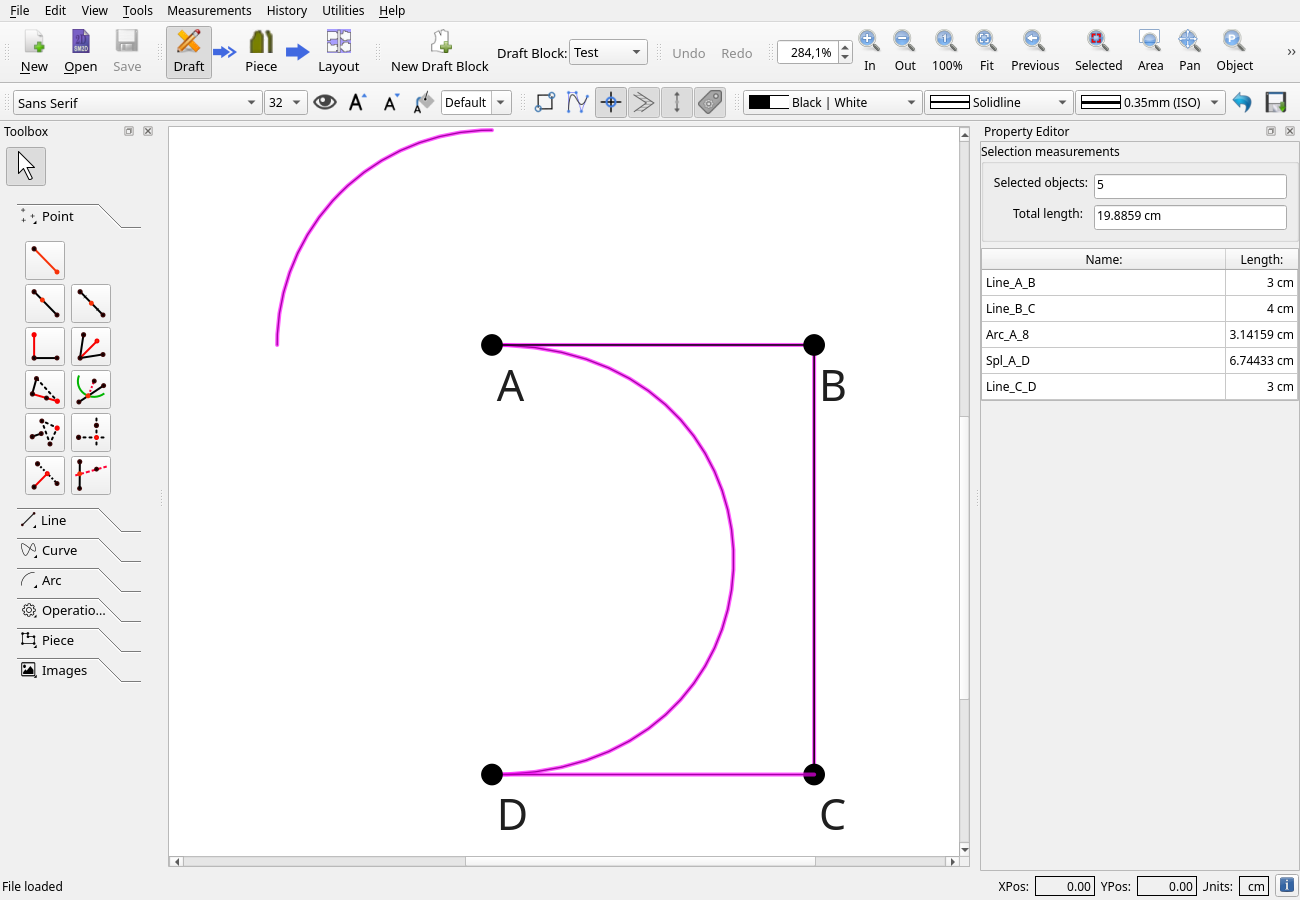 File Edit View Tools Measurements History Utilities Help
New Open Save Draft Piece Layout New Draft Block Draft Block: Test Undo Redo 284,1% In Out 100% Fit Previous Selected Area Pan Object
Sans Serif 32 Default Black | White Solidline 0.35mm (ISO)
Toolbox
Point
Line
Curve
Arc
Operatio...
Piece
Images
A
B
D
C
Property Editor
Selection measurements
Selected objects: 5
Total length: 19.8859 cm
Name: Length:
Line_A_B 3 cm
Line_B_C 4 cm
Arc_A_8 3.14159 cm
Spl_A_D 6.74433 cm
Line_C_D 3 cm
File loaded XPos: 0.00 YPos: 0.00 Units: cm